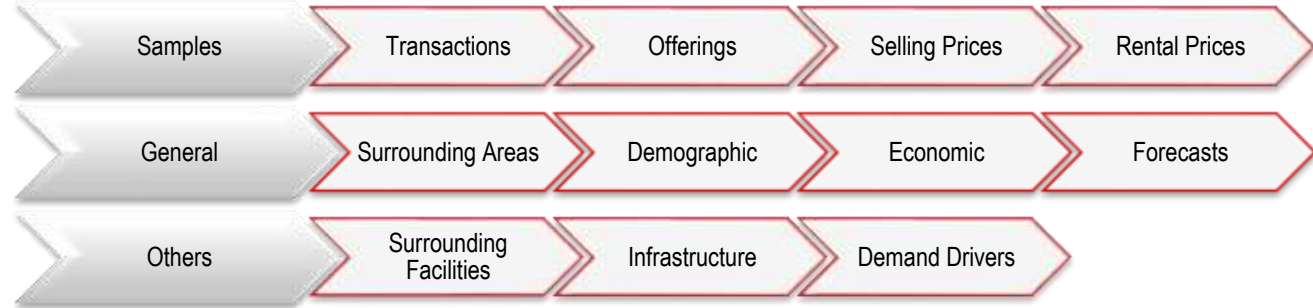 Samples
Transactions
Offerings
Selling Prices
Rental Prices
General
Surrounding Areas
Demographic
Economic
Forecasts
Others
Surrounding
Facilities
Infrastructure
Demand Drivers